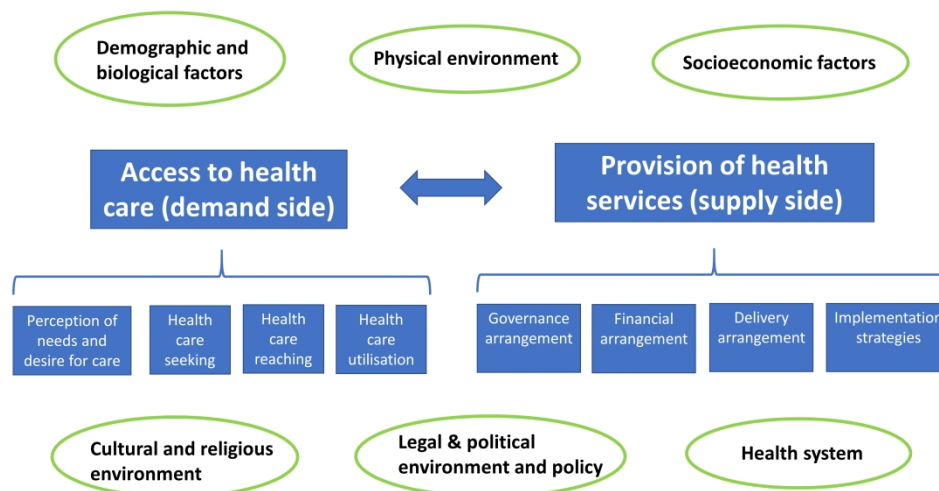 Demographic and
biological factors
Physical environment
Socioeconomic factors
Access to health
care (demand side)
Provision of health
services (supply side)
Perception of
needs and
desire for care
Health
care
seeking
Health
care
reaching
Health
care
utilisation
Governance
arrangement
Financial
arrangement
Delivery
arrangement
Implementation
strategies
Cultural and religious
environment
Legal & political
environment and policy
Health system